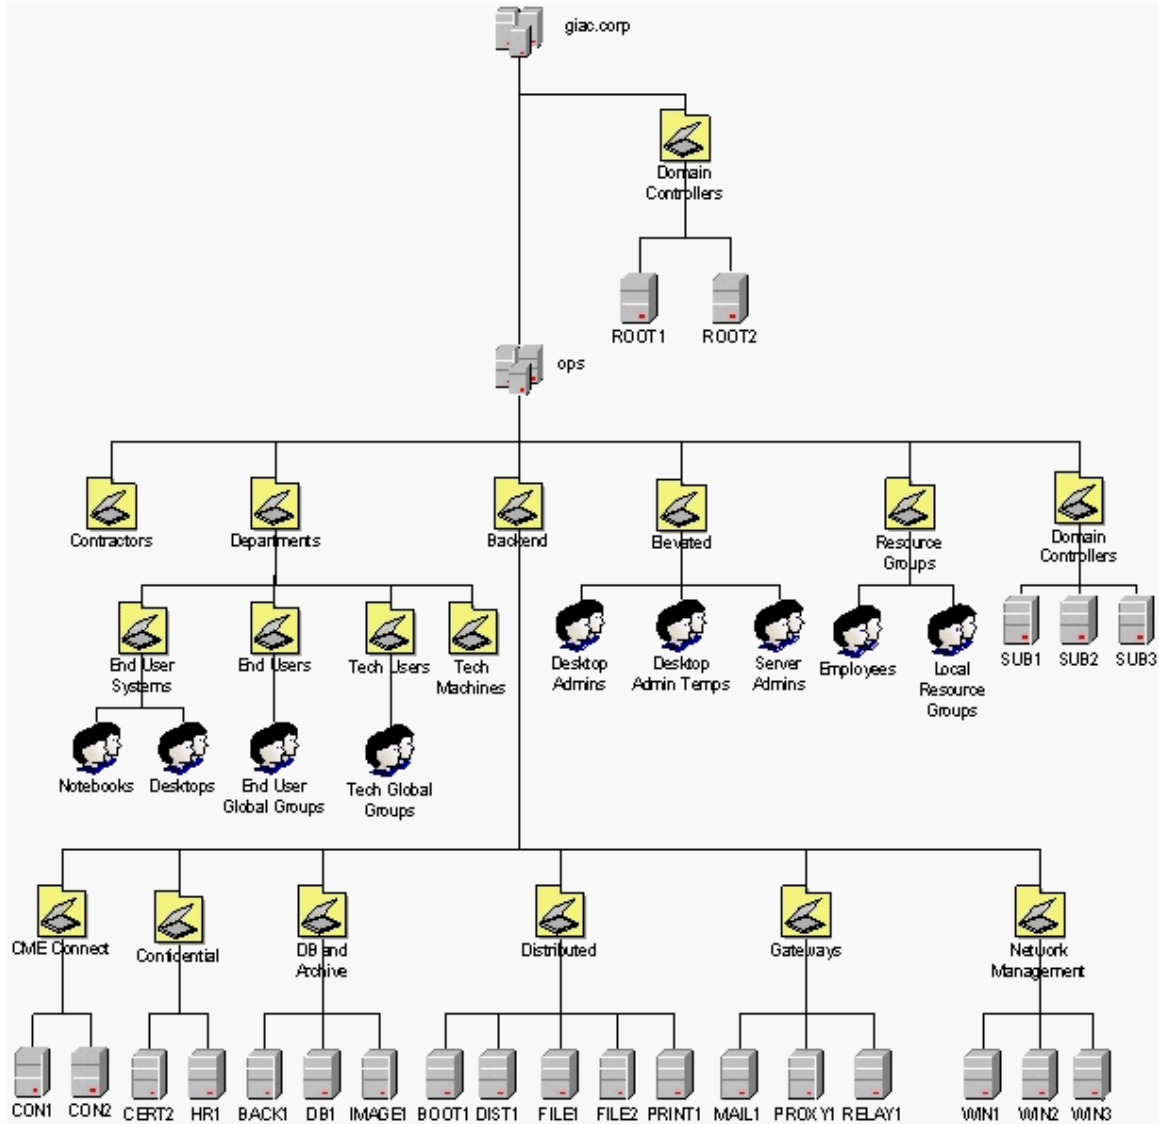 giac.corp
Domain
Controllers
ROOT1
ROOT2
ops
Contractors
Departments
Backend
Elevated
Resource
Groups
Domain
Controllers
End User
Systems
End Users
Tech Users
Tech
Machines
Desktop
Admins
Desktop
Admin Temps
Server
Admins
Employees
Local
Resource
Groups
SUB1
SUB2
SUB3
Notebooks
Desktops
End User
Global Groups
Tech Global
Groups
CME Connect
Confidential
DB and
Archive
Distributed
Gateways
Network
Management
CON1
CON2
CERT2
HR1
BACK1
DB1
IMAGE1
BOOT1
DIST1
FILE1
FILE2
PRINT1
MAIL1
PROXY1
RELAY1
WIN1
WIN2
WIN3